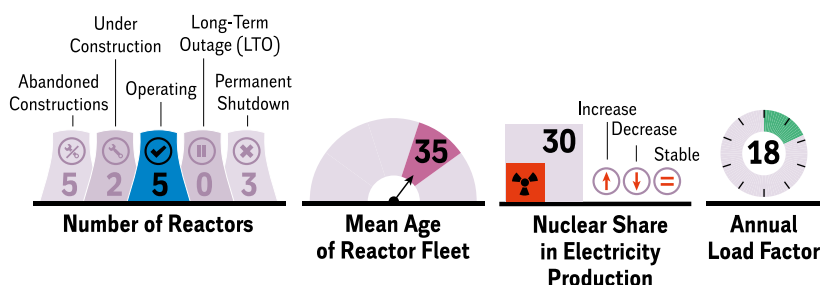 Abandoned
Constructions
Under
Construction
Operating
Long-Term
Outage (LTO)
Permanent
Shutdown
5
2
5
0
3
Number of Reactors
35
Mean Age
of Reactor Fleet
30
Increase
Decrease
Stable
Nuclear Share
in Electricity
Production
18
Annual
Load Factor